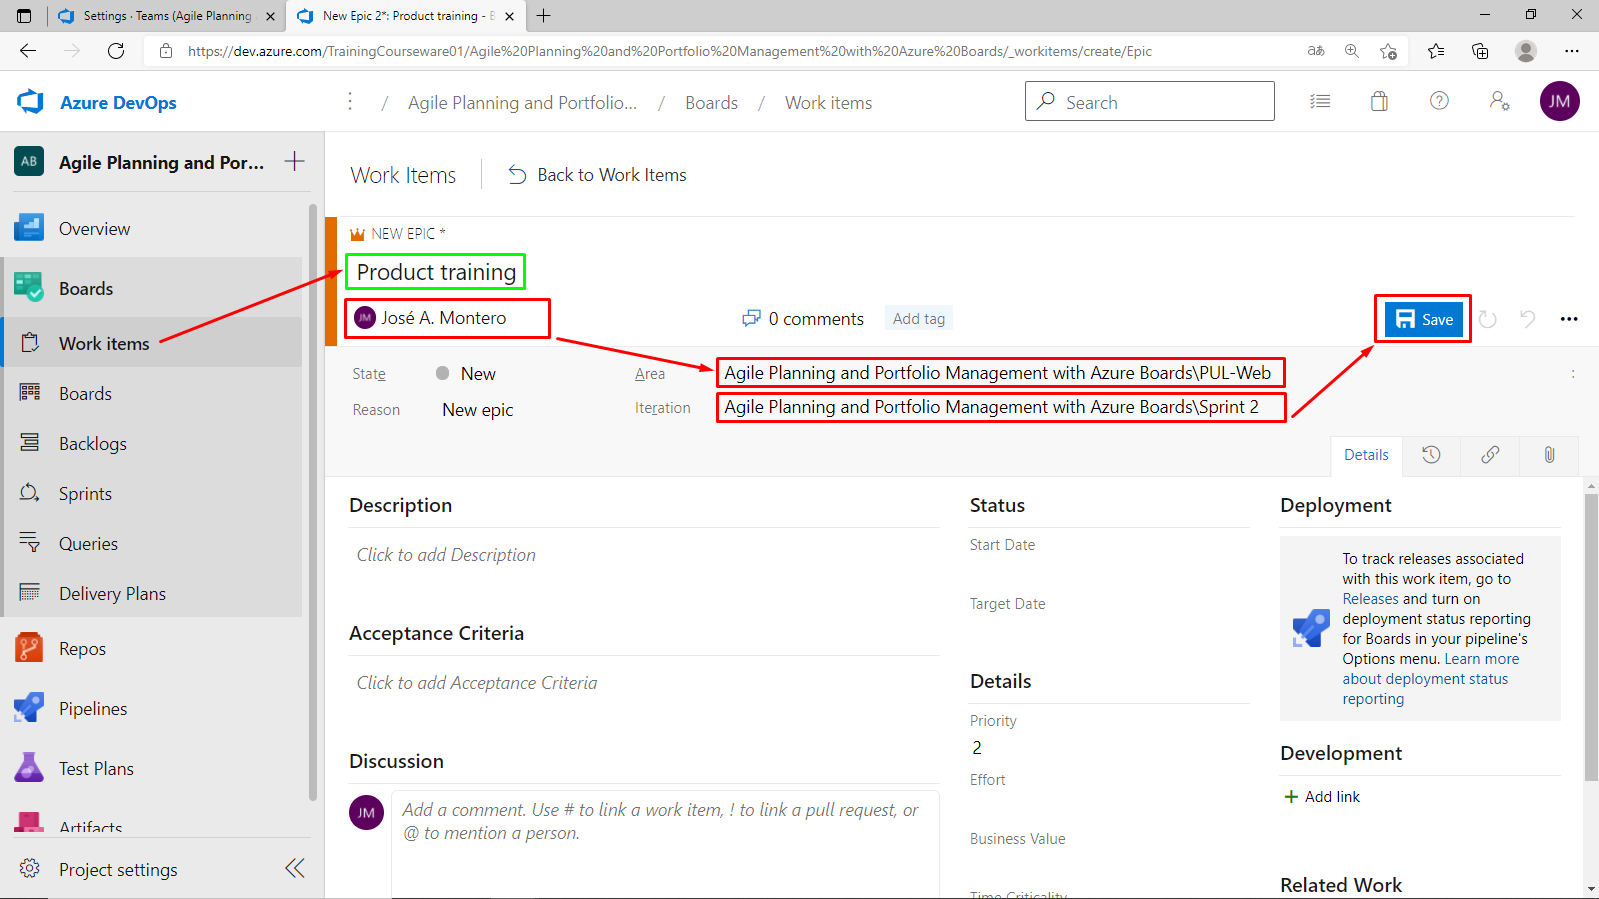 Settings · Teams (Agile Planning
New Epic 2*: Product training - B
https://dev.azure.com/TrainingCourseware01/Agile%20Planning%20and%20Portfolio%20Management%20with%20Azure%20Boards/_workitems/create/Epic
aあ
Azure DevOps
/ Agile Planning and Portfolio... / Boards / Work items
Search
JM
AB Agile Planning and Por...
Overview
Boards
Work items
Boards
Backlogs
Sprints
Queries
Delivery Plans
Repos
Pipelines
Test Plans
Artifacts
Project settings
Work Items
Back to Work Items
NEW EPIC *
Product training
JM José A. Montero
0 comments
Add tag
Save
State New
Reason New epic
Area Agile Planning and Portfolio Management with Azure Boards\PUL-Web
Iteration Agile Planning and Portfolio Management with Azure Boards\Sprint 2
Details
Description
Click to add Description
Acceptance Criteria
Click to add Acceptance Criteria
Discussion
JM
Add a comment. Use # to link a work item, ! to link a pull request, or
@ to mention a person.
Status
Start Date
Target Date
Details
Priority
2
Effort
Business Value
Time Criticality
Deployment
To track releases associated
with this work item, go to
Releases and turn on
deployment status reporting
for Boards in your pipeline's
Options menu. Learn more
about deployment status
reporting
Development
+ Add link
Related Work